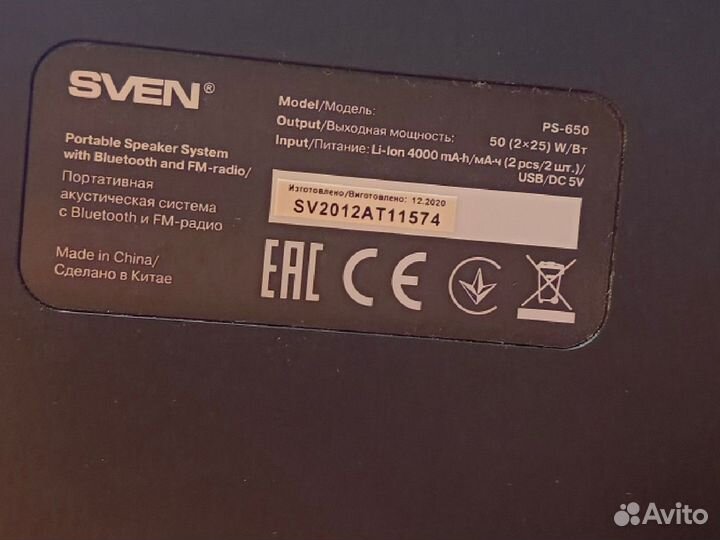 SVEN®
Portable Speaker System
with Bluetooth and FM-radio/
Портативная
акустическая система
с Bluetooth и FM-радио
Made in China/
Сделано в Китае
Model/Модель: PS-650
Output/Выходная мощность: 50 (2×25) W/Вт
Input/Питание: Li-Ion 4000 mA·h/мА·ч (2 pcs/2 шт.)/
USB/DC 5V
Изготовлено/Виготовлено: 12.2020
SV2012AT11574
EAC CE
Avito